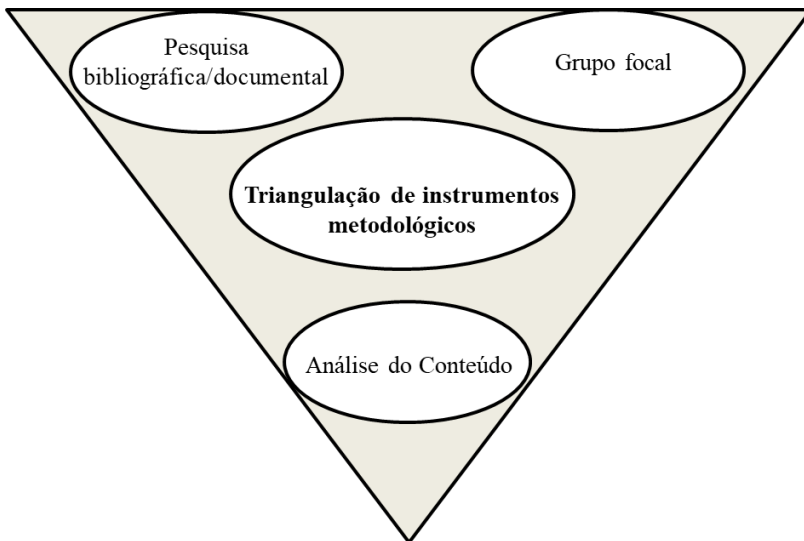 Pesquisa
bibliográfica/documental
Grupo focal
Triangulação de instrumentos
metodológicos
Análise do Conteúdo